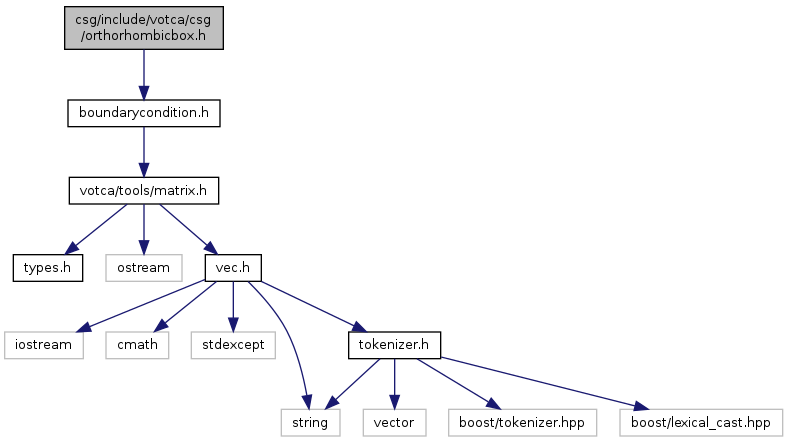 csg/include/votca/csg
/orthorhombicbox.h
boundarycondition.h
votca/tools/matrix.h
types.h
ostream
vec.h
iostream
cmath
stdexcept
tokenizer.h
string
vector
boost/tokenizer.hpp
boost/lexical_cast.hpp